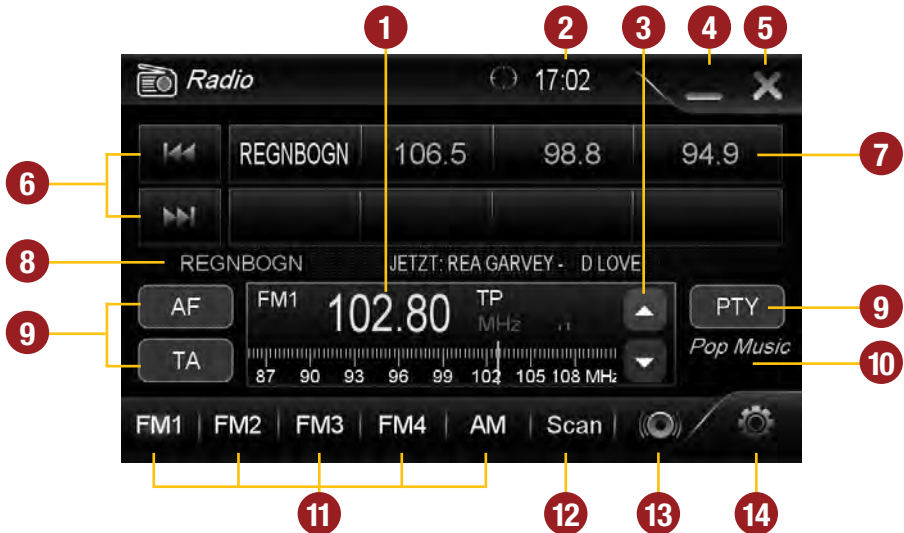 1 2 3 4 5
Radio 17:02
6 REGNBOGN 106.5 98.8 94.9 7
8 REGNBOGN JETZT: REA GARVEY - D LOVE
9 AF FM1 102.80 TP MHz PTY 9
TA 87 90 93 96 99 102 105 108 MHz Pop Music 10
FM1 FM2 FM3 FM4 AM Scan
11 12 13 14